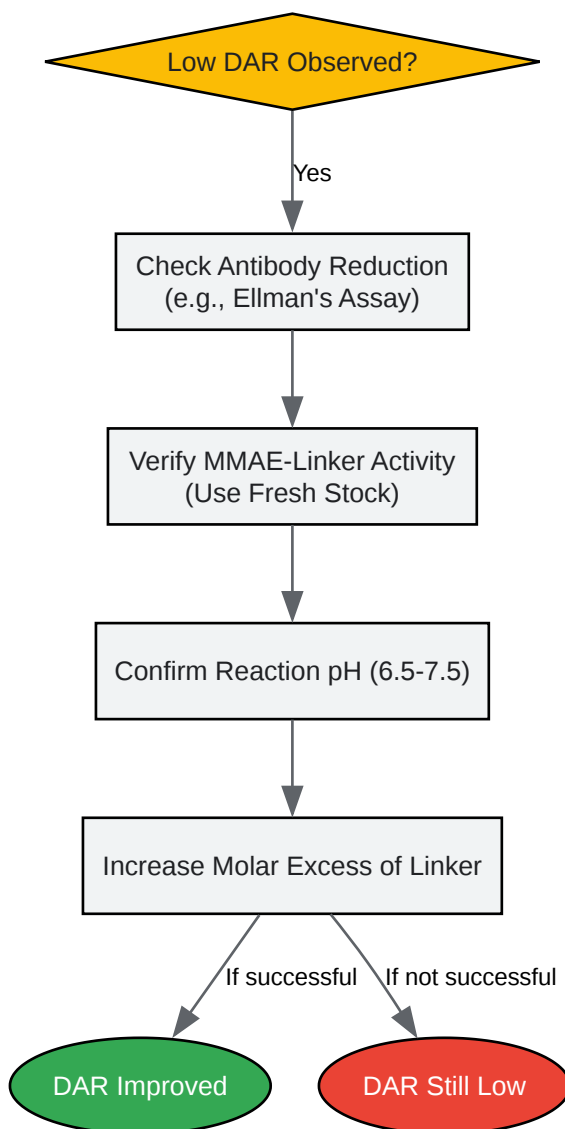 Low DAR Observed?
Yes
Check Antibody Reduction
(e.g., Ellman's Assay)
Verify MMAE-Linker Activity
(Use Fresh Stock)
Confirm Reaction pH (6.5-7.5)
Increase Molar Excess of Linker
If successful
If not successful
DAR Improved
DAR Still Low